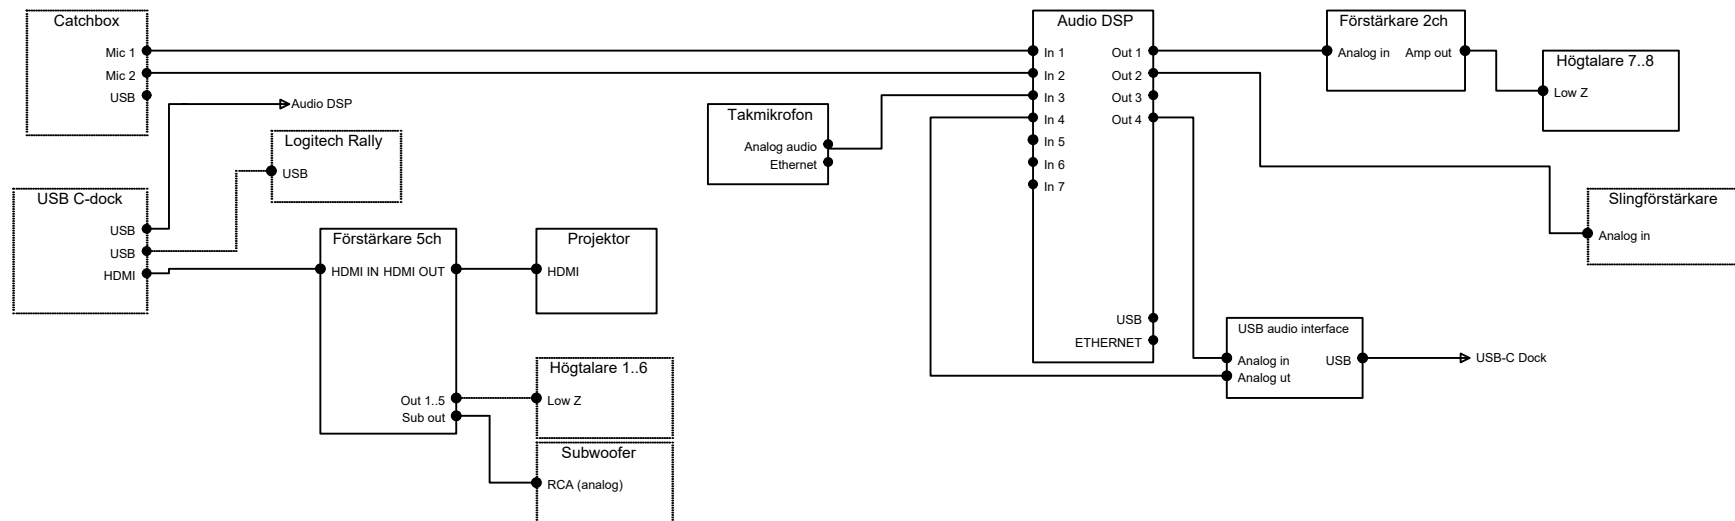 Catchbox
Mic 1
Mic 2
USB
Audio DSP
Logitech Rally
USB
USB C-dock
USB
USB
HDMI
Förstärkare 5ch
HDMI IN HDMI OUT
Out 1..5
Sub out
Projektor
HDMI
Högtalare 1..6
Low Z
Subwoofer
RCA (analog)
Takmikrofon
Analog audio
Ethernet
Audio DSP
In 1 Out 1
In 2 Out 2
In 3 Out 3
In 4 Out 4
In 5
In 6
In 7
USB
ETHERNET
Förstärkare 2ch
Analog in Amp out
Högtalare 7..8
Low Z
Slingförstärkare
Analog in
USB audio interface
Analog in USB
Analog ut
USB-C Dock